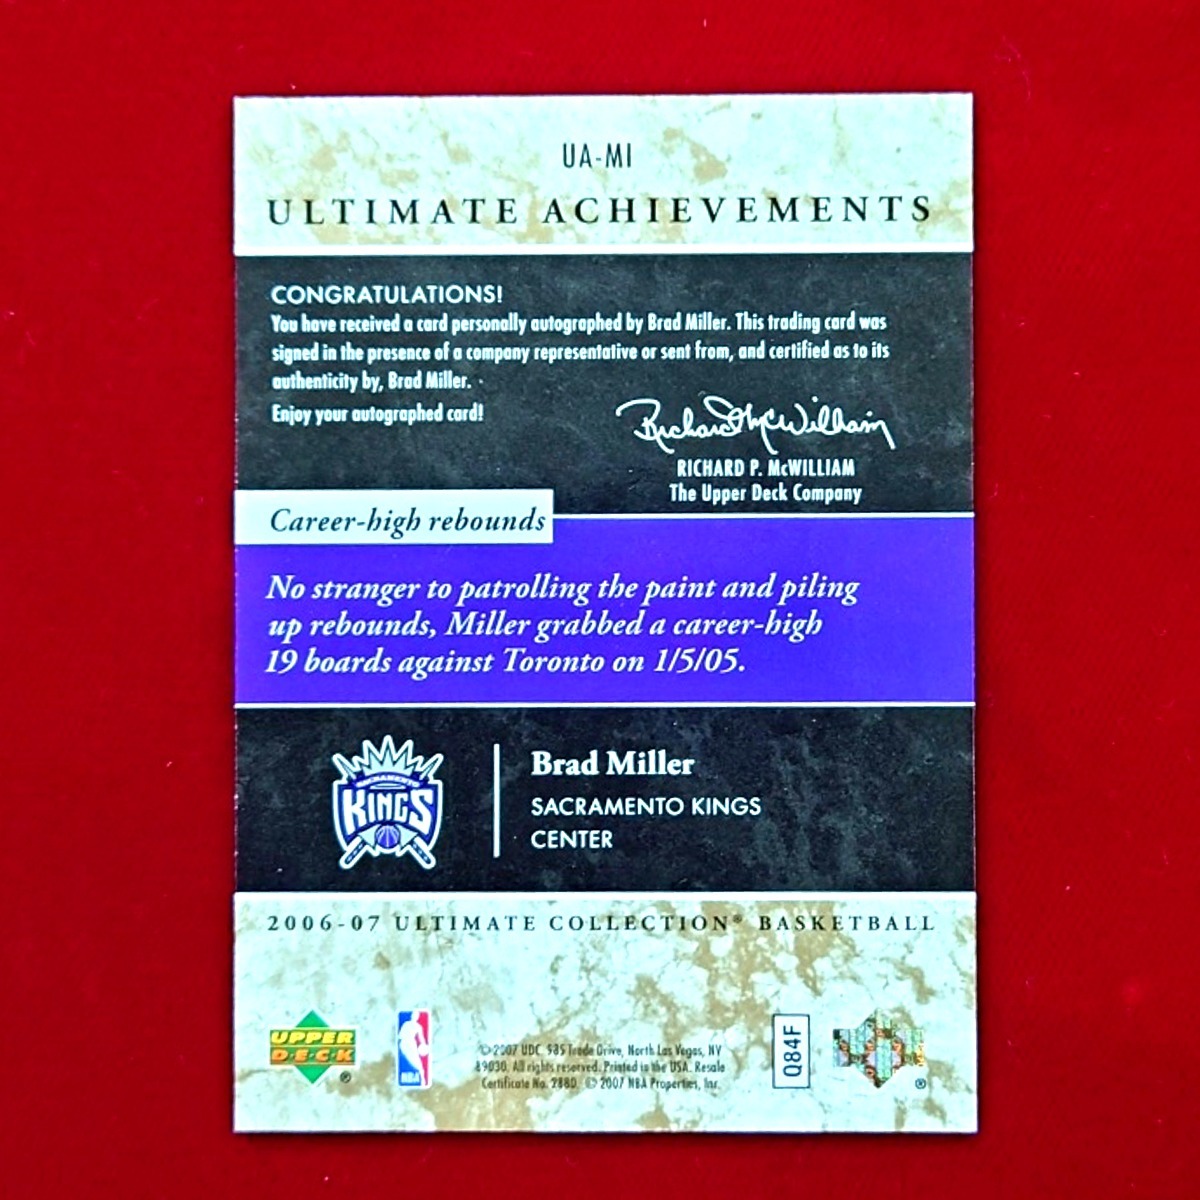 UA-MI
ULTIMATE ACHIEVEMENTS
CONGRATULATIONS!
You have received a card personally autographed by Brad Miller. This trading card was
signed in the presence of a company representative or sent from, and certified as to its
authenticity by, Brad Miller.
Enjoy your autographed card!
Richard McWilliam
RICHARD P. McWILLIAM
The Upper Deck Company
Career-high rebounds
No stranger to patrolling the paint and piling
up rebounds, Miller grabbed a career-high
19 boards against Toronto on 1/5/05.
SACRAMENTO
KINGS
Brad Miller
SACRAMENTO KINGS
CENTER
2006-07 ULTIMATE COLLECTION® BASKETBALL
UPPER
DECK
®
NBA
© 2007 UDC. 985 Trade Drive, North Las Vegas, NV
89030. All rights reserved. Printed in the USA. Resale
Certificate No. 2880. © 2007 NBA Properties, Inc.
Q84F
®